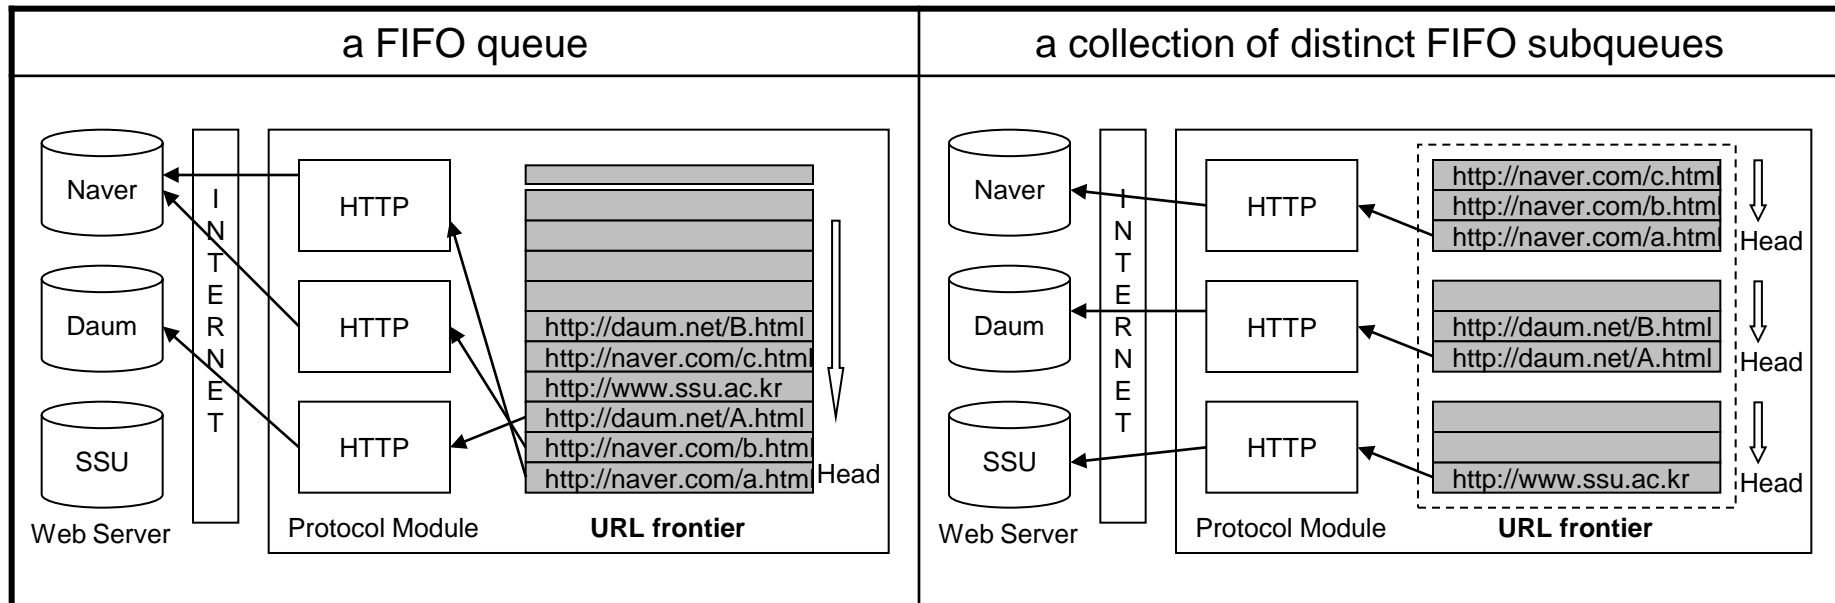 a FIFO queue
Naver
Daum
SSU
Web Server
INTERNET
HTTP
HTTP
HTTP
Protocol Module
http://daum.net/B.html
http://naver.com/c.html
http://www.ssu.ac.kr
http://daum.net/A.html
http://naver.com/b.html
http://naver.com/a.html
Head
URL frontier
a collection of distinct FIFO subqueues
Naver
Daum
SSU
Web Server
INTERNET
HTTP
HTTP
HTTP
Protocol Module
http://naver.com/c.html
http://naver.com/b.html
http://naver.com/a.html
Head
http://daum.net/B.html
http://daum.net/A.html
Head
http://www.ssu.ac.kr
Head
URL frontier